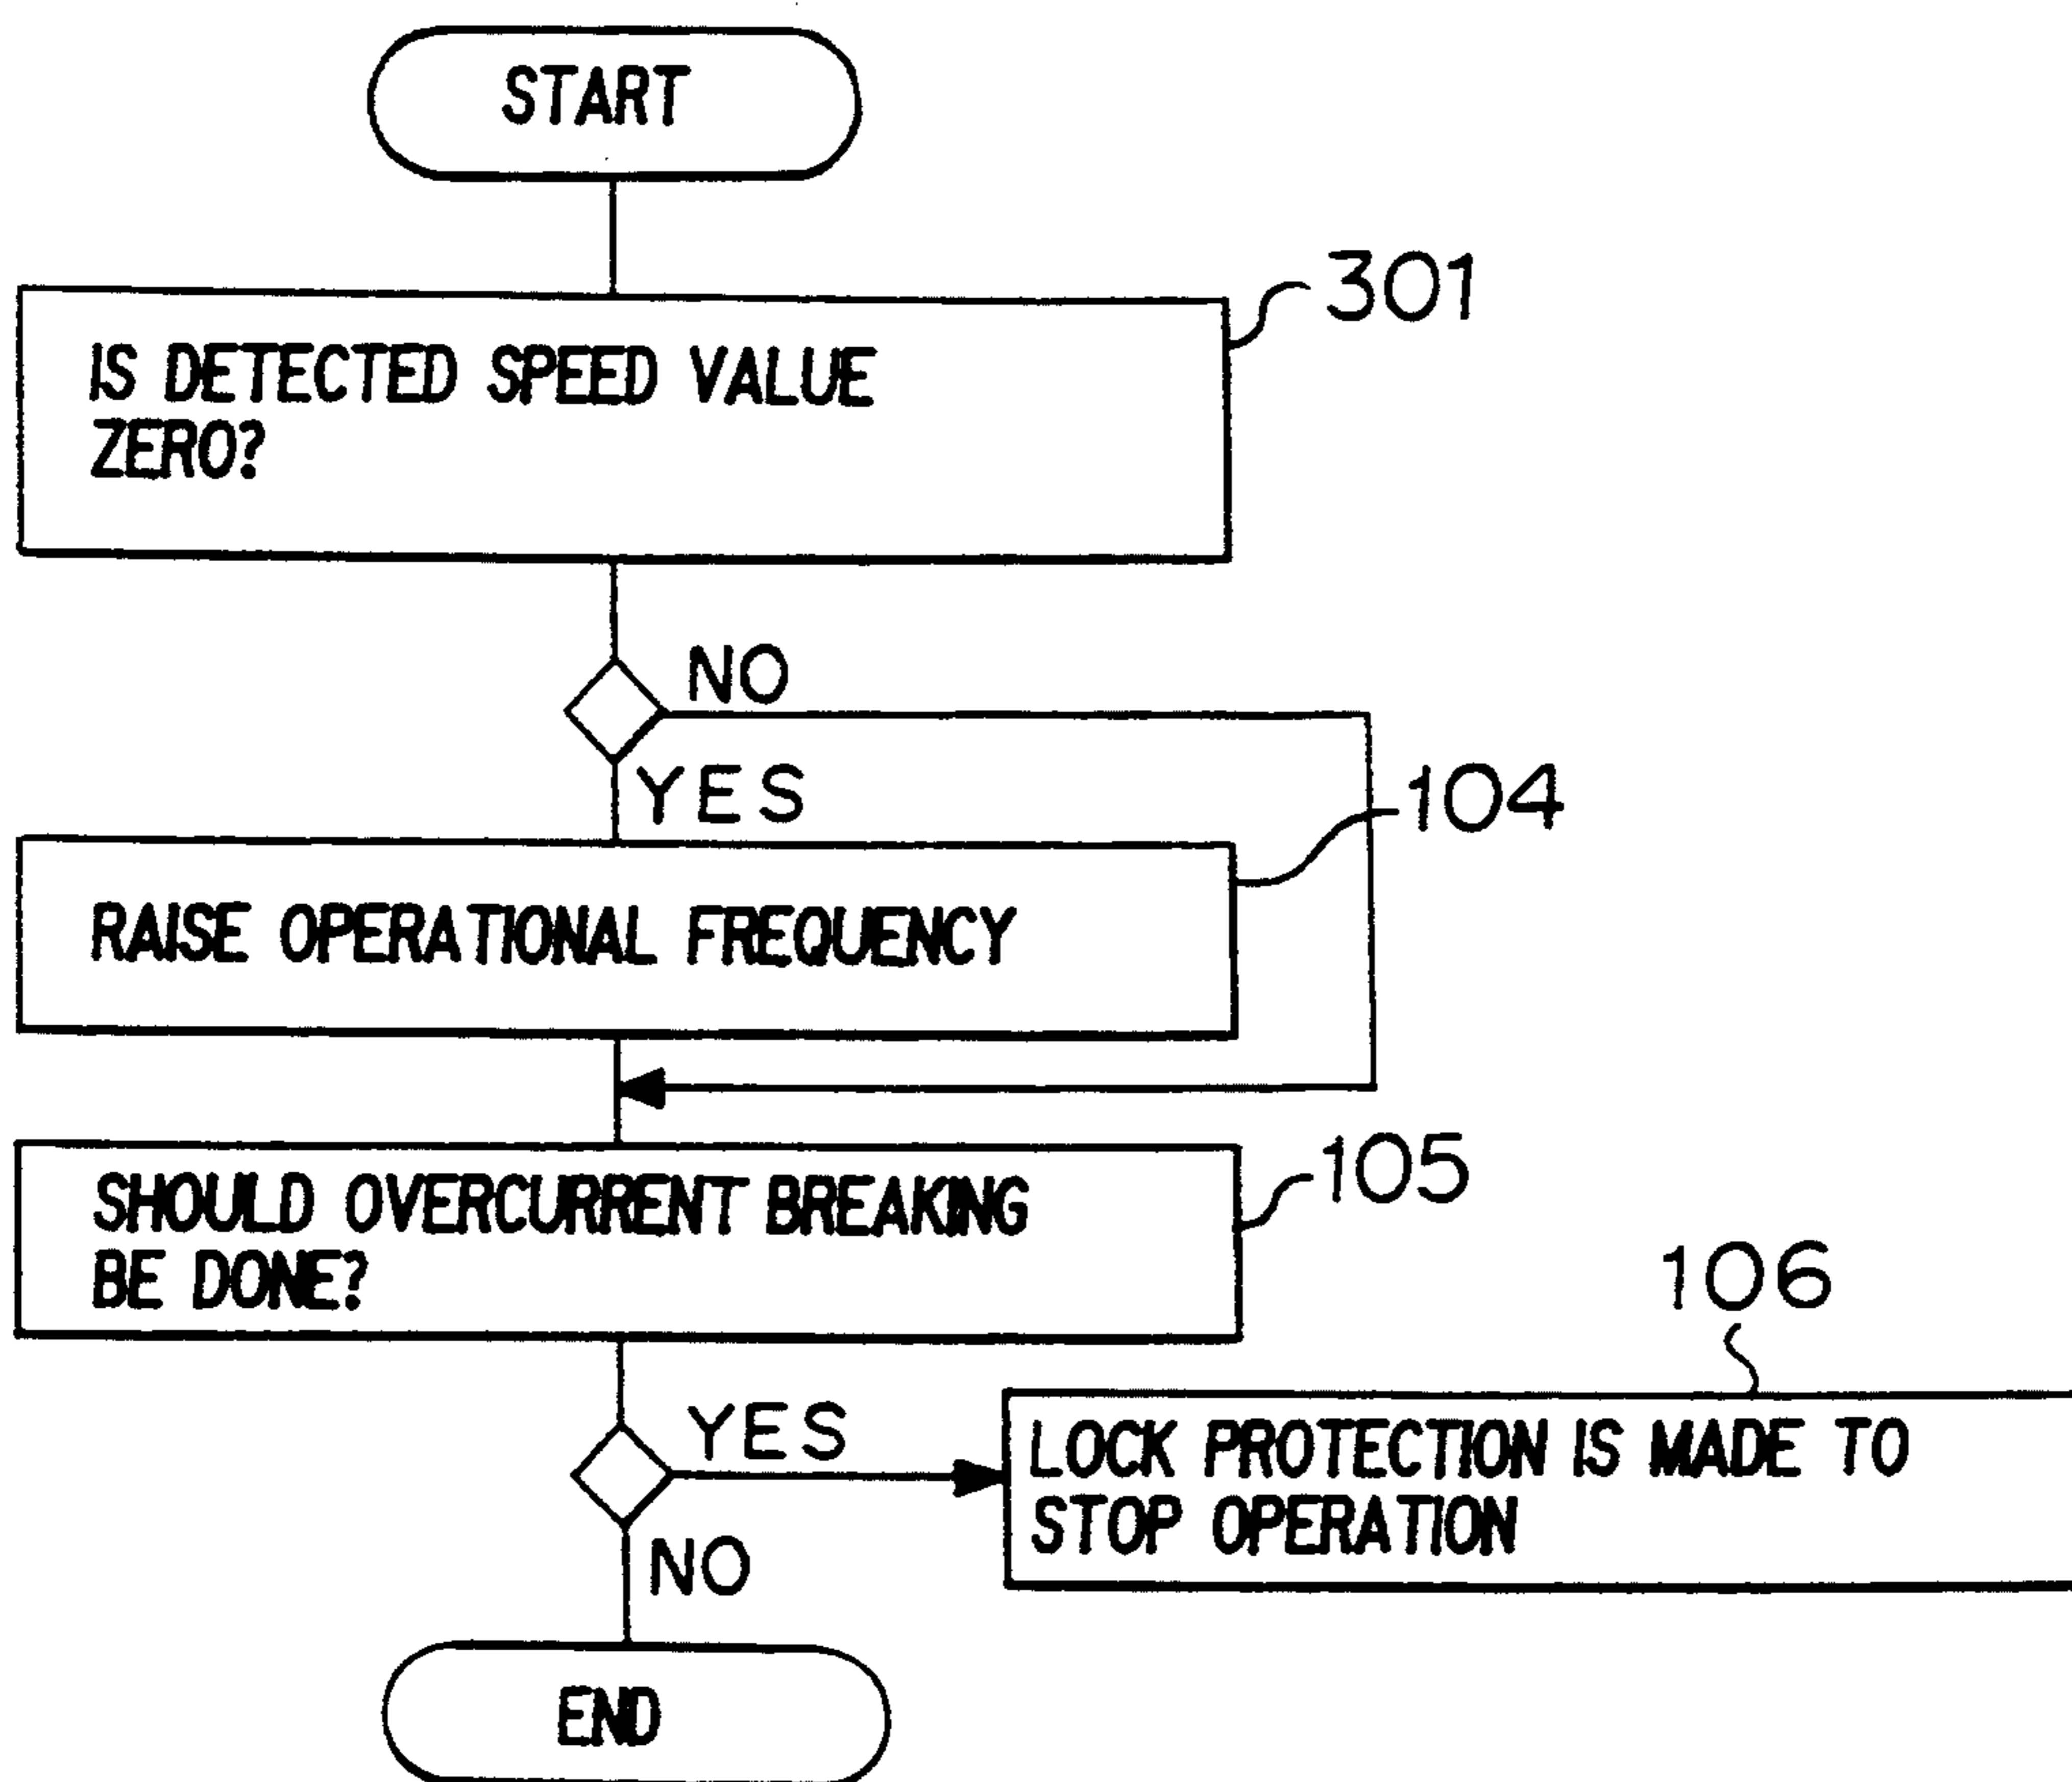 START
301
IS DETECTED SPEED VALUE
ZERO?
NO
YES
104
RAISE OPERATIONAL FREQUENCY
105
SHOULD OVERCURRENT BREAKING
BE DONE?
106
YES
LOCK PROTECTION IS MADE TO
STOP OPERATION
NO
END